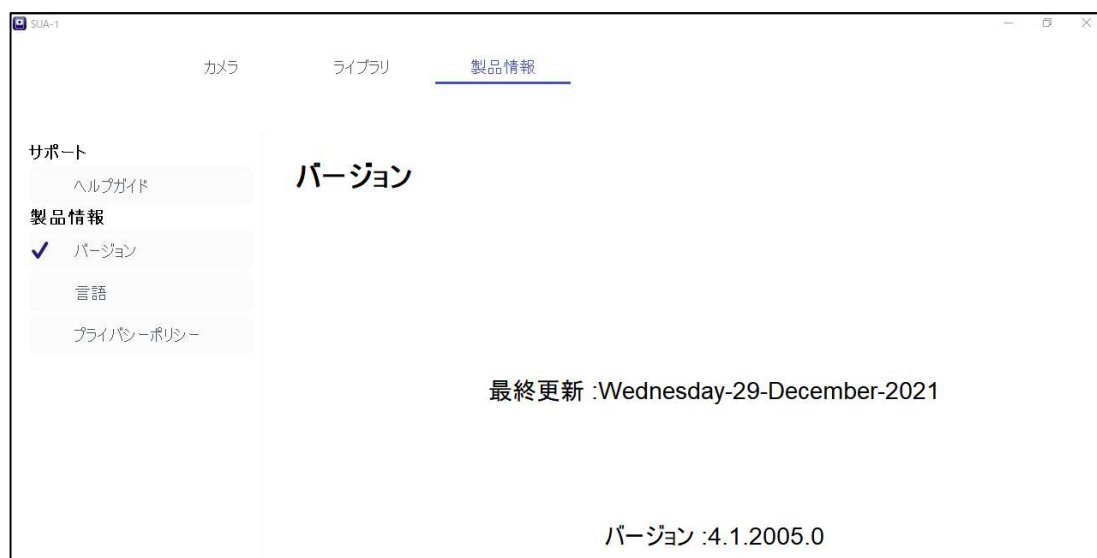 SUA-1
カメラ ライブラリ 製品情報
サポート
ヘルプガイド
製品情報
バージョン
言語
プライバシーポリシー
バージョン
最終更新 :Wednesday-29-December-2021
バージョン :4.1.2005.0